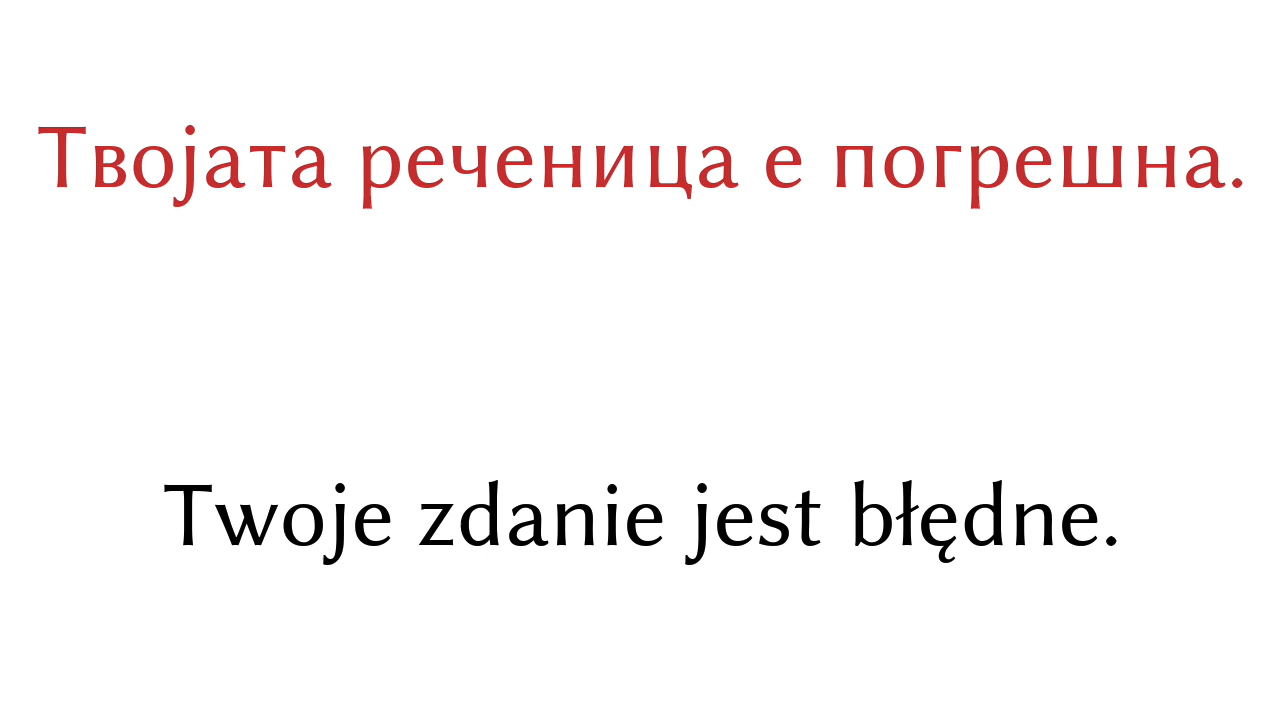 Твојата реченица е погрешна.
Twoje zdanie jest błędne.